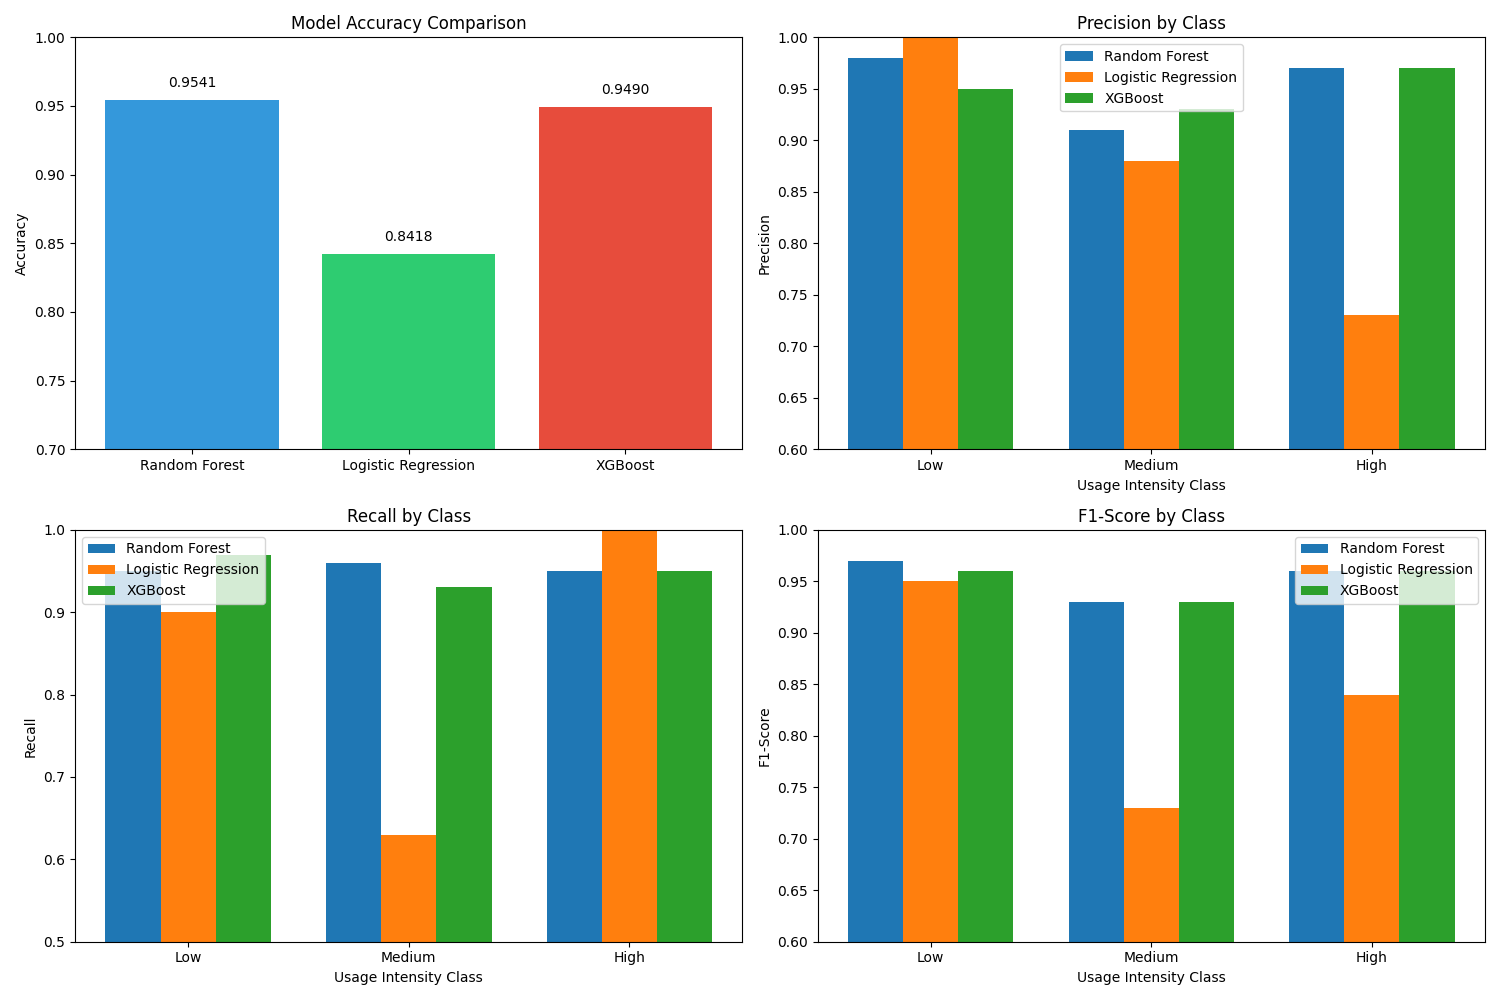 Model Accuracy Comparison
1.00
0.95
0.90
0.85
0.80
0.75
0.70
Accuracy
0.9541
0.8418
0.9490
Random Forest
Logistic Regression
XGBoost
Precision by Class
1.00
0.95
0.90
0.85
0.80
0.75
0.70
0.65
0.60
Precision
Random Forest
Logistic Regression
XGBoost
Low
Medium
High
Usage Intensity Class
Recall by Class
1.0
0.9
0.8
0.7
0.6
0.5
Recall
Random Forest
Logistic Regression
XGBoost
Low
Medium
High
Usage Intensity Class
F1-Score by Class
1.00
0.95
0.90
0.85
0.80
0.75
0.70
0.65
0.60
F1-Score
Random Forest
Logistic Regression
XGBoost
Low
Medium
High
Usage Intensity Class